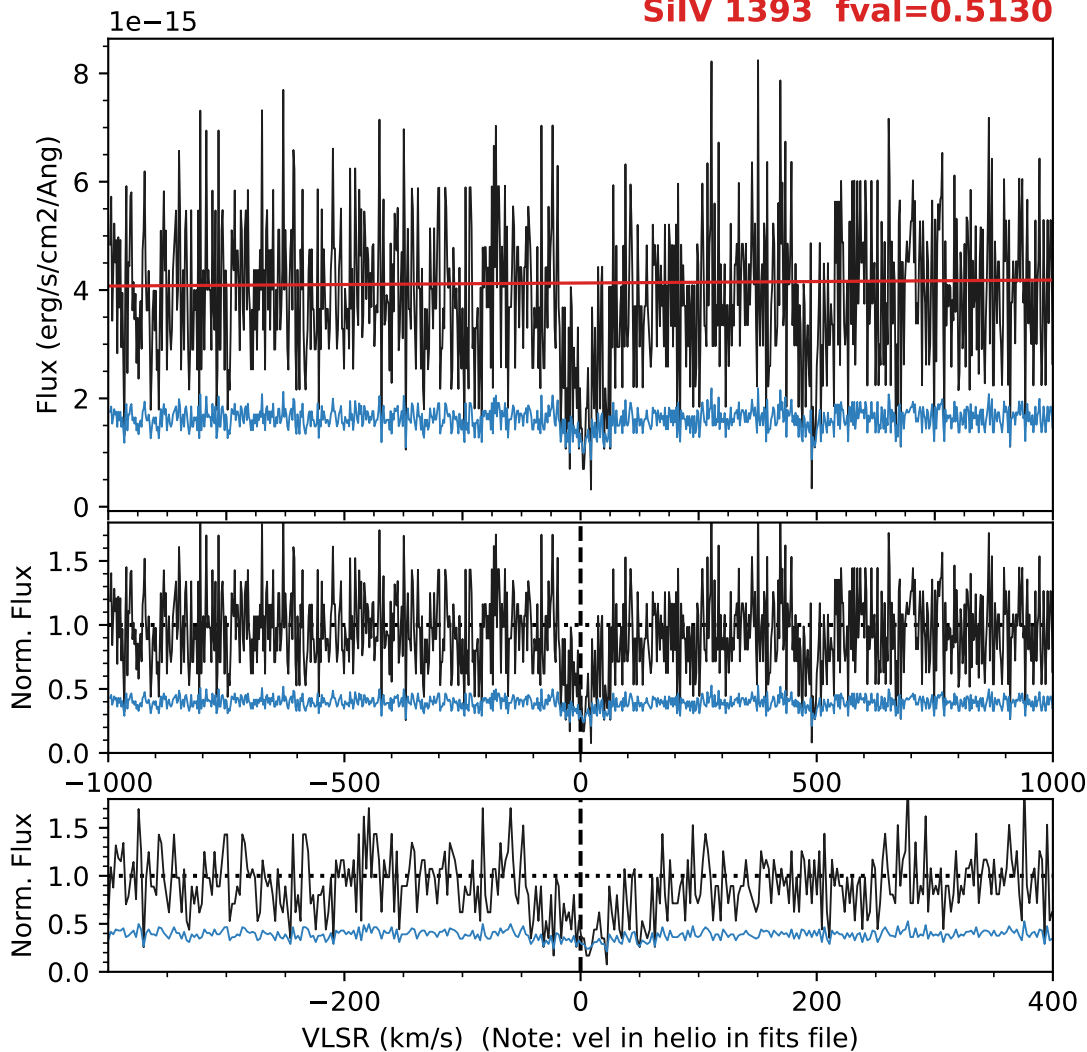 1e−15
SiIV 1393 fval=0.5130
8
6
4
2
0
Flux (erg/s/cm2/Ang)
1.5
1.0
0.5
0.0
Norm. Flux
−1000 −500 0 500 1000
1.5
1.0
0.5
0.0
Norm. Flux
−200 0 200 400
VLSR (km/s) (Note: vel in helio in fits file)